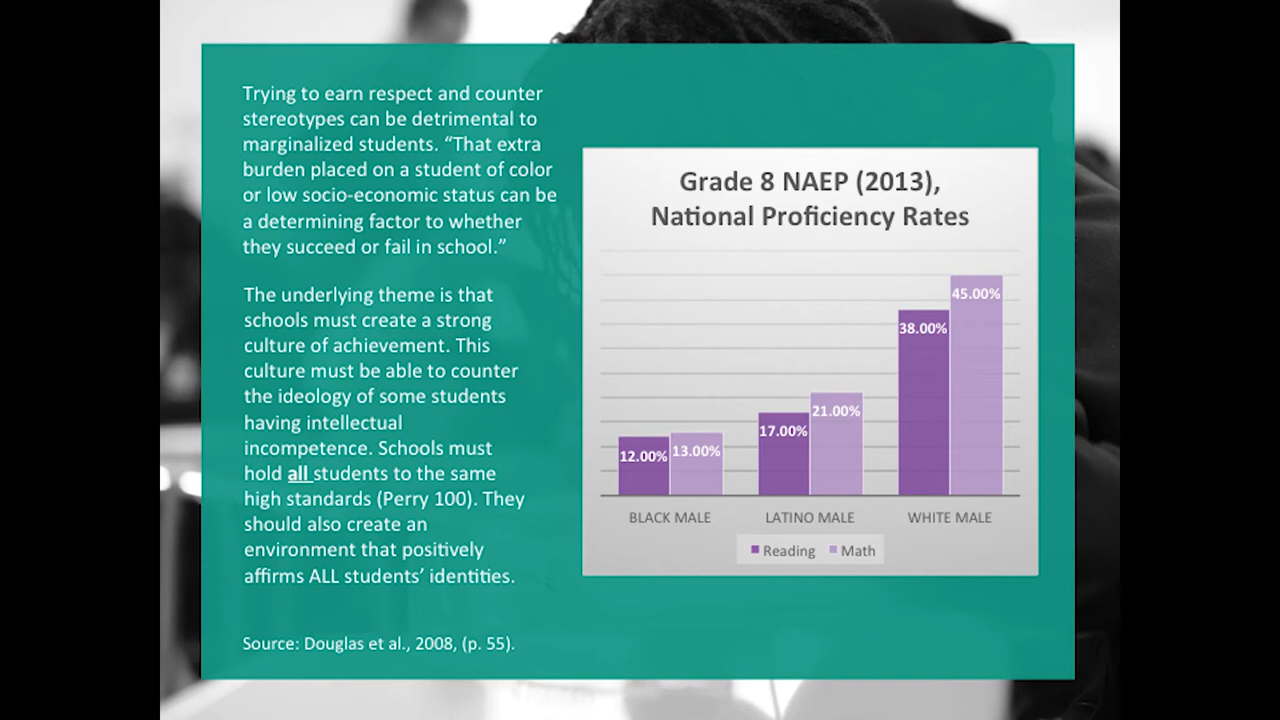 Trying to earn respect and counter
stereotypes can be detrimental to
marginalized students. “That extra
burden placed on a student of color
or low socio-economic status can be
a determining factor to whether
they succeed or fail in school.”
The underlying theme is that
schools must create a strong
culture of achievement. This
culture must be able to counter
the ideology of some students
having intellectual
incompetence. Schools must
hold all students to the same
high standards (Perry 100). They
should also create an
environment that positively
affirms ALL students’ identities.
Source: Douglas et al., 2008, (p. 55).
Grade 8 NAEP (2013),
National Proficiency Rates
12.00% 13.00% 17.00% 21.00% 38.00% 45.00%
BLACK MALE LATINO MALE WHITE MALE
Reading Math